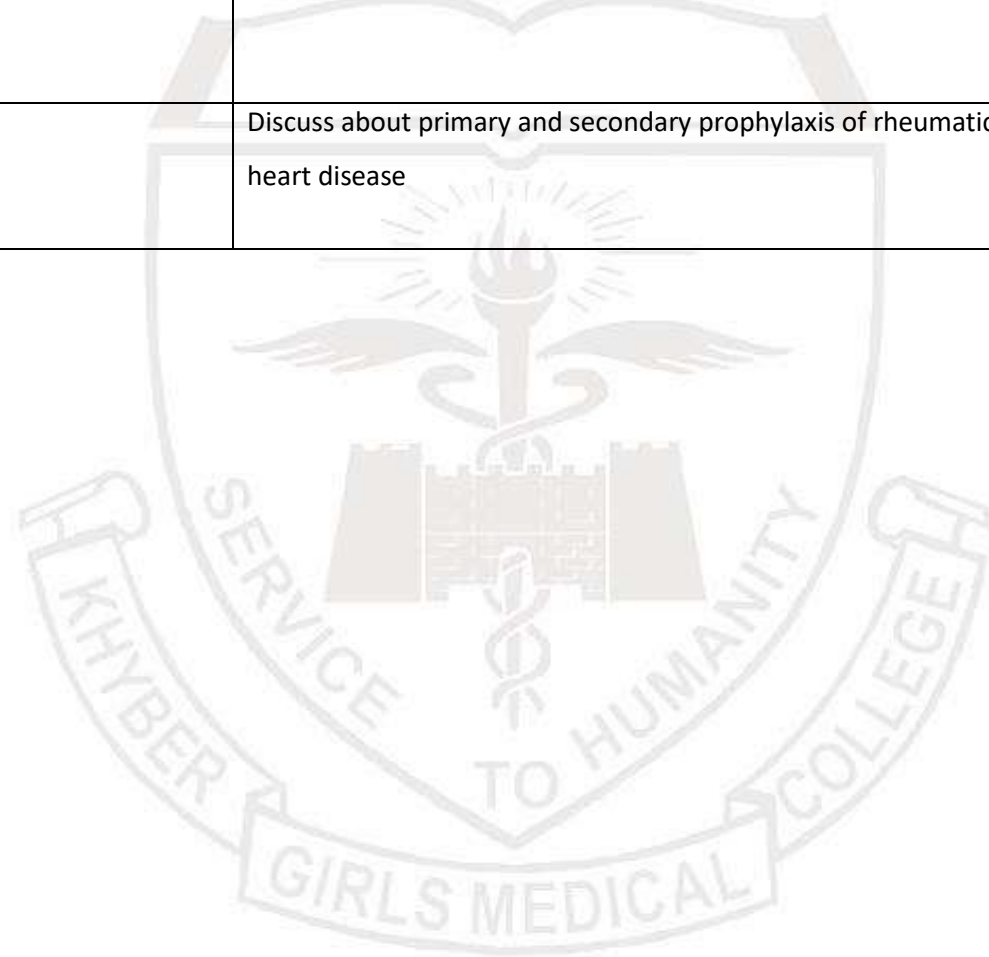 Discuss about primary and secondary prophylaxis of rheumatic
heart disease
SERVICE TO HUMANITY
KHYBER GIRLS MEDICAL COLLEGE